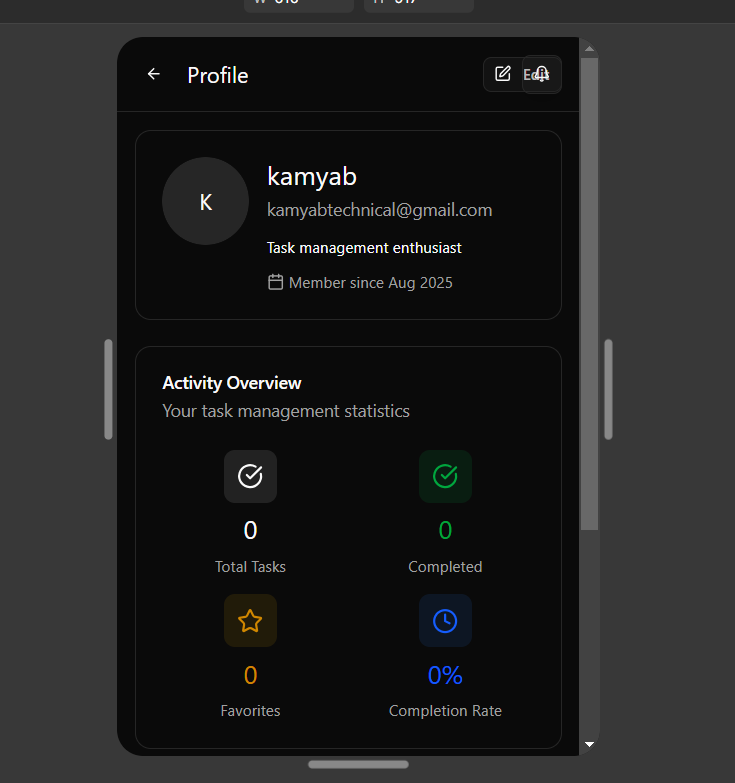 Profile
Edit
K
kamyab
kamyabtechnical@gmail.com
Task management enthusiast
Member since Aug 2025
Activity Overview
Your task management statistics
0
0
Total Tasks
Completed
0
0%
Favorites
Completion Rate